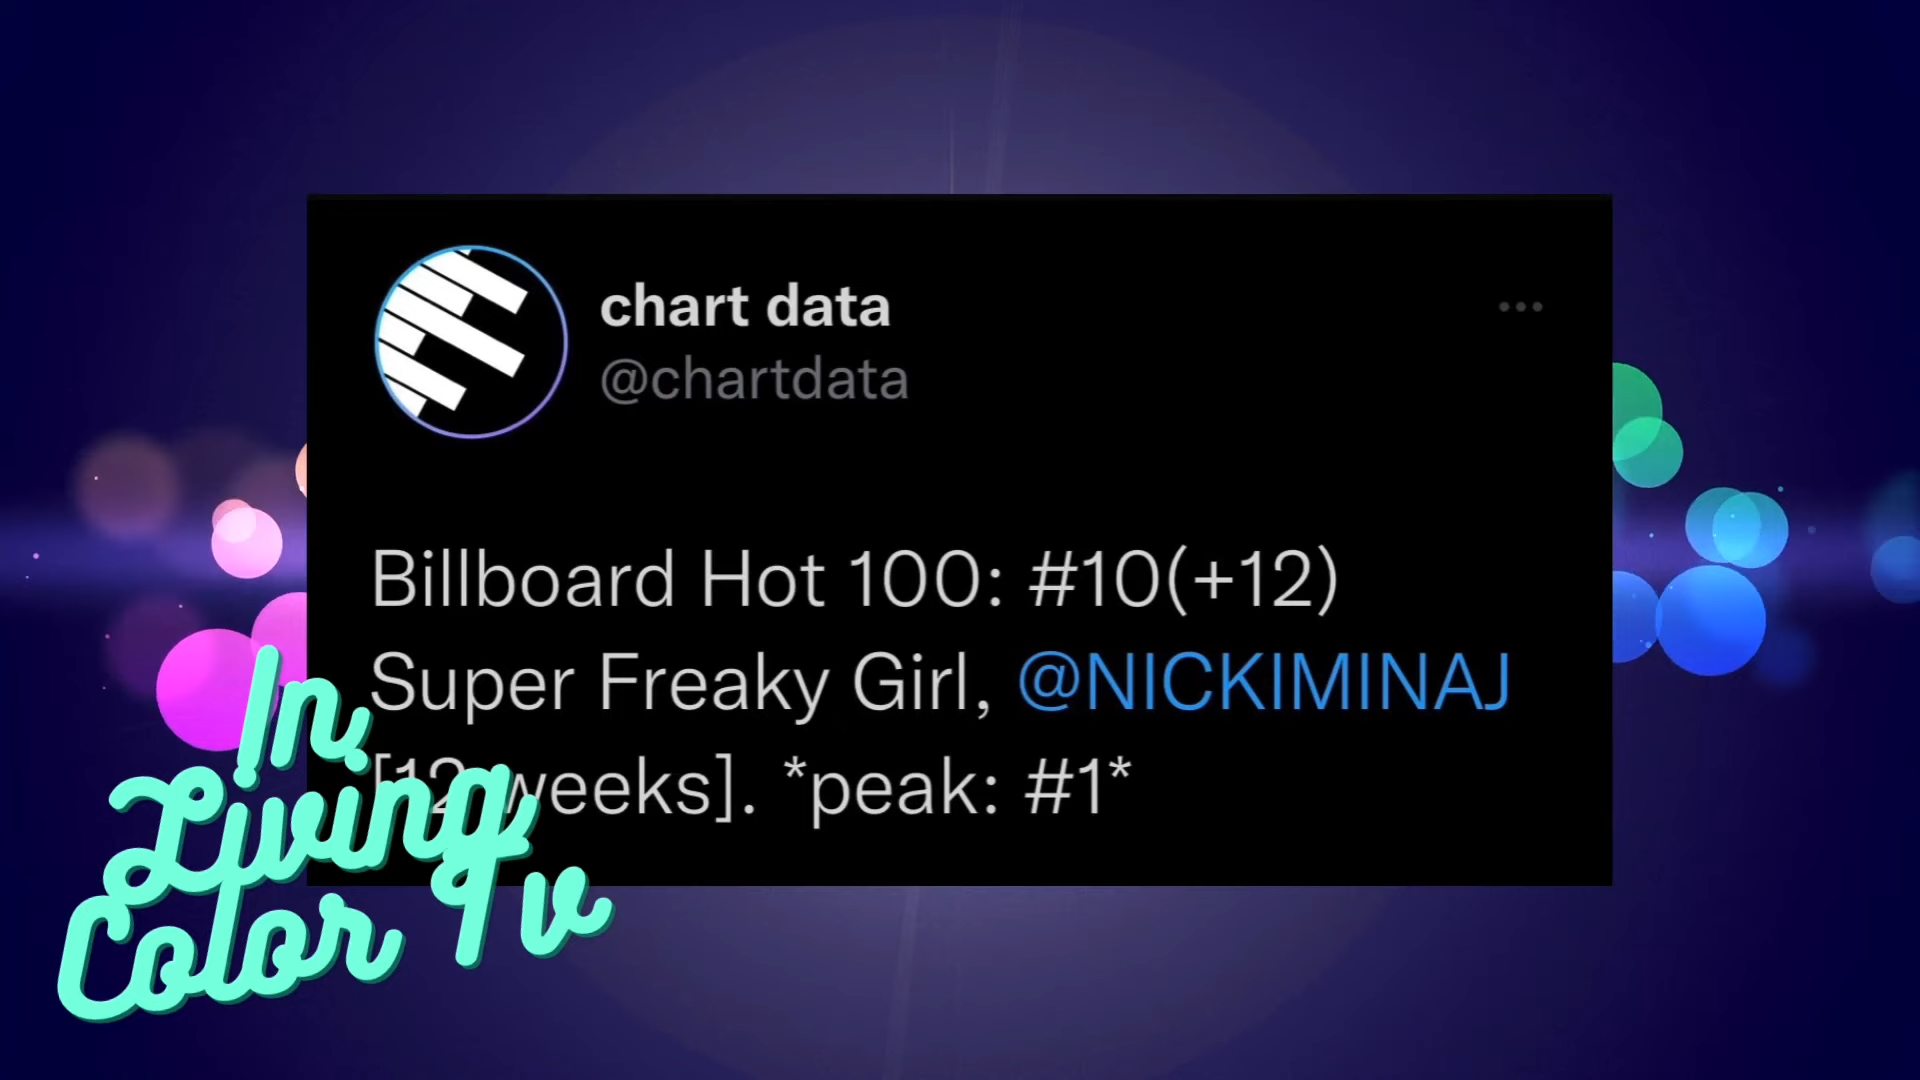 chart data
@chartdata
Billboard Hot 100: #10(+12)
Super Freaky Girl, @NICKIMINAJ
[12 weeks]. *peak: #1*
In
Living
Color Tv